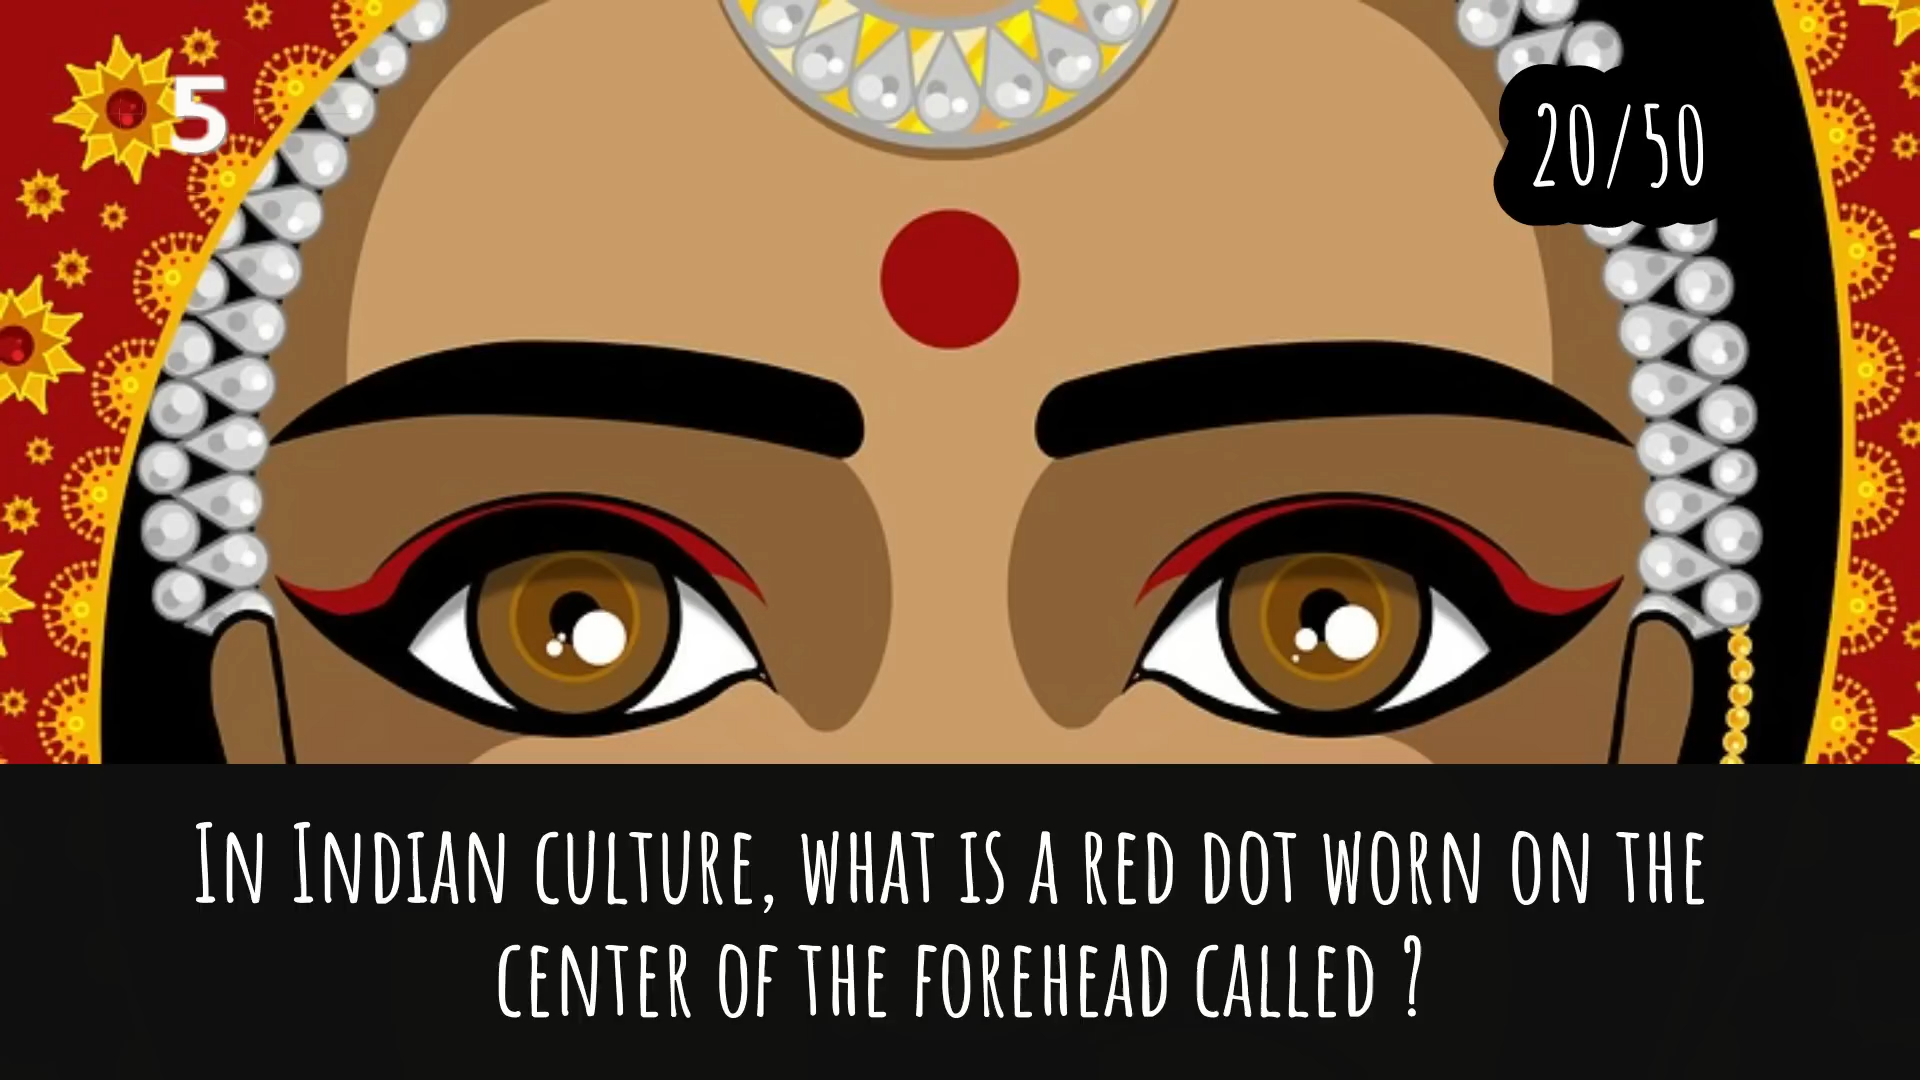 5
20/50
In Indian culture, what is a red dot worn on the
center of the forehead called ?